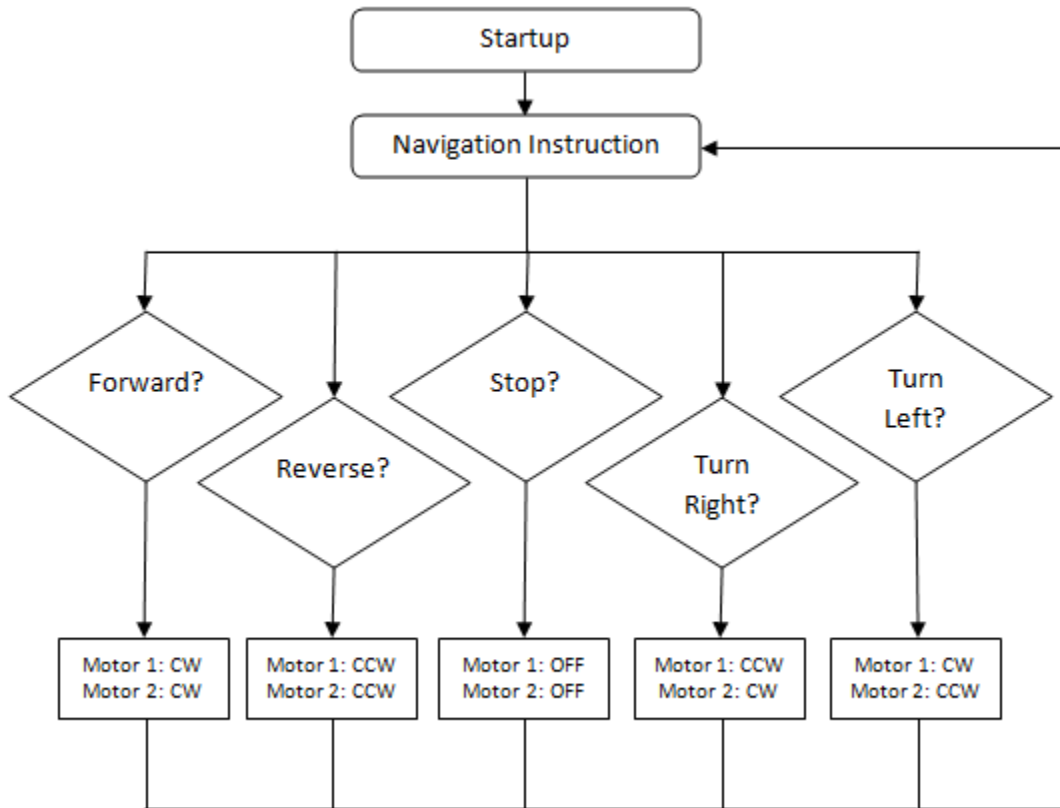 Startup
Navigation Instruction
Forward?
Reverse?
Stop?
Turn
Right?
Turn
Left?
Motor 1: CW
Motor 2: CW
Motor 1: CCW
Motor 2: CCW
Motor 1: OFF
Motor 2: OFF
Motor 1: CCW
Motor 2: CW
Motor 1: CW
Motor 2: CCW